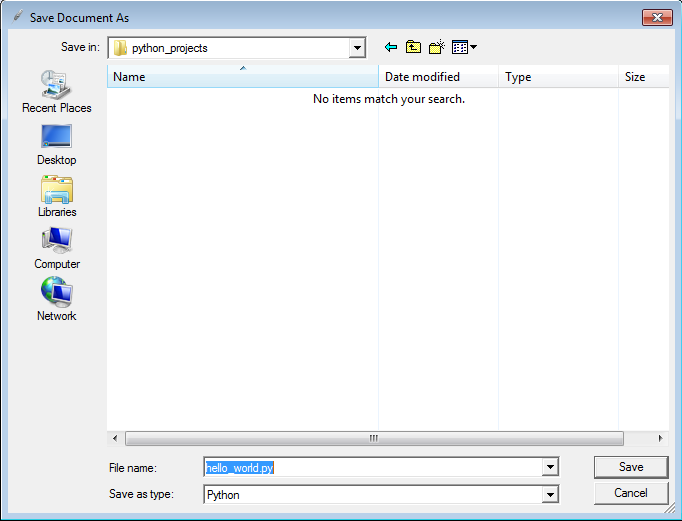 Save Document As
Save in: python_projects
Name Date modified Type Size
No items match your search.
Recent Places
Desktop
Libraries
Computer
Network
File name: hello_world.py Save
Save as type: Python Cancel